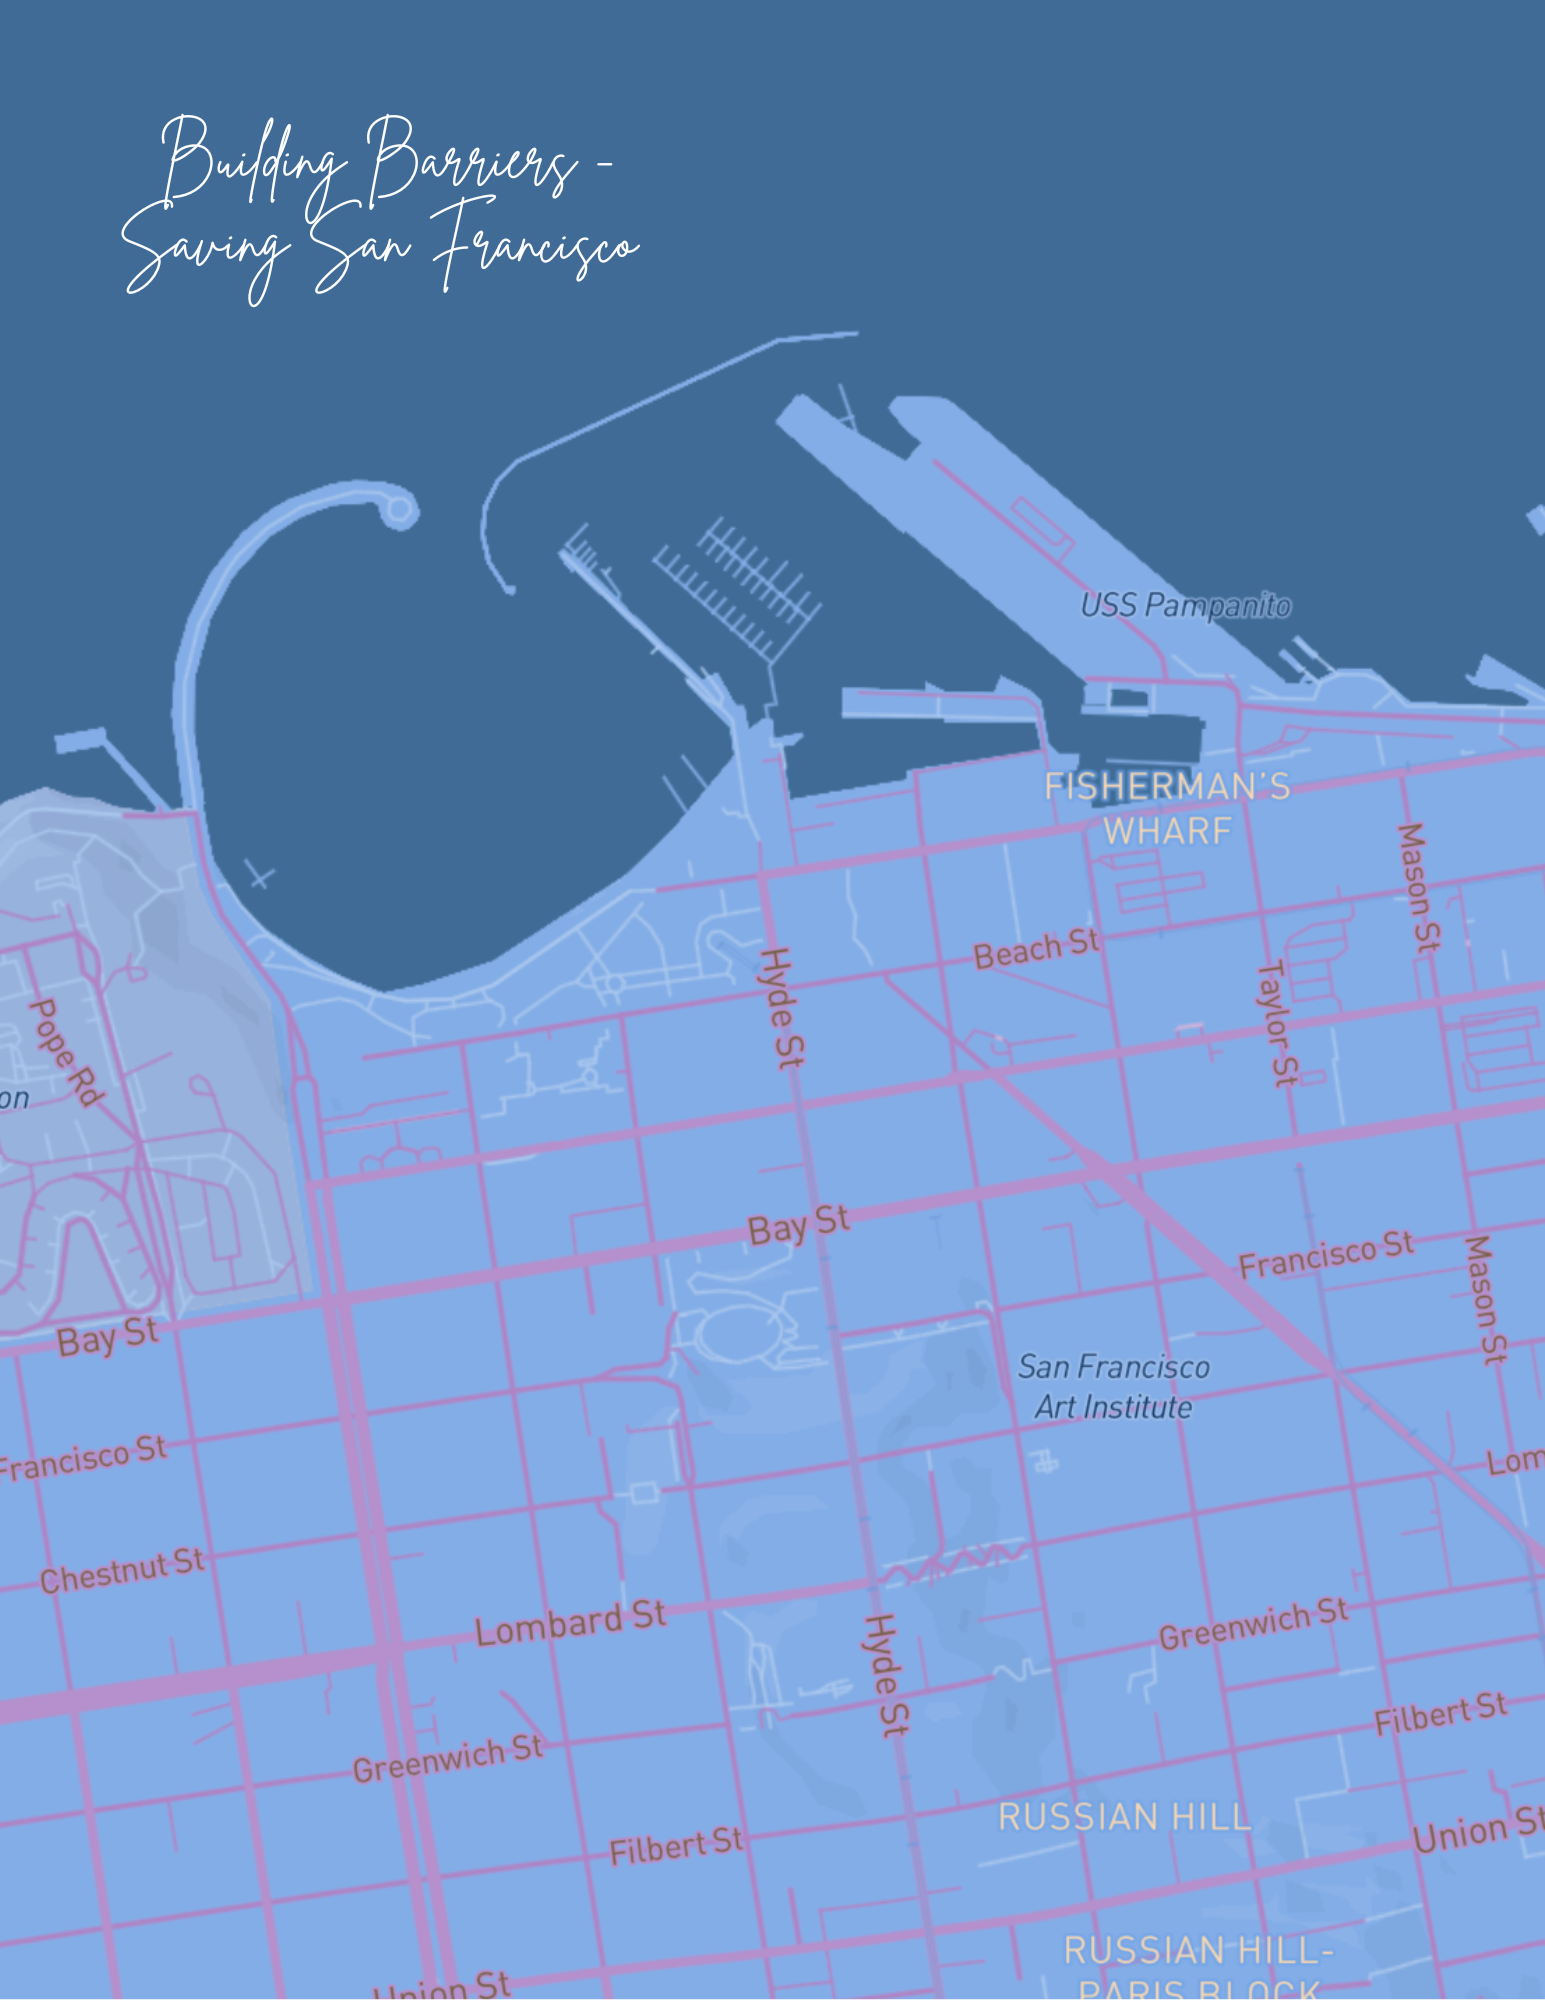 Building Barriers -
Saving San Francisco
USS Pampanito
FISHERMAN'S
WHARF
Mason St
Beach St
Hyde St
Taylor St
Pope Rd
on
Bay St
Francisco St
Mason St
Bay St
San Francisco
Art Institute
Francisco St
Lom
Chestnut St
Lombard St
Greenwich St
Hyde St
Filbert St
Greenwich St
RUSSIAN HILL
Union St
Filbert St
RUSSIAN HILL-
PARIS BLOCK
Union St